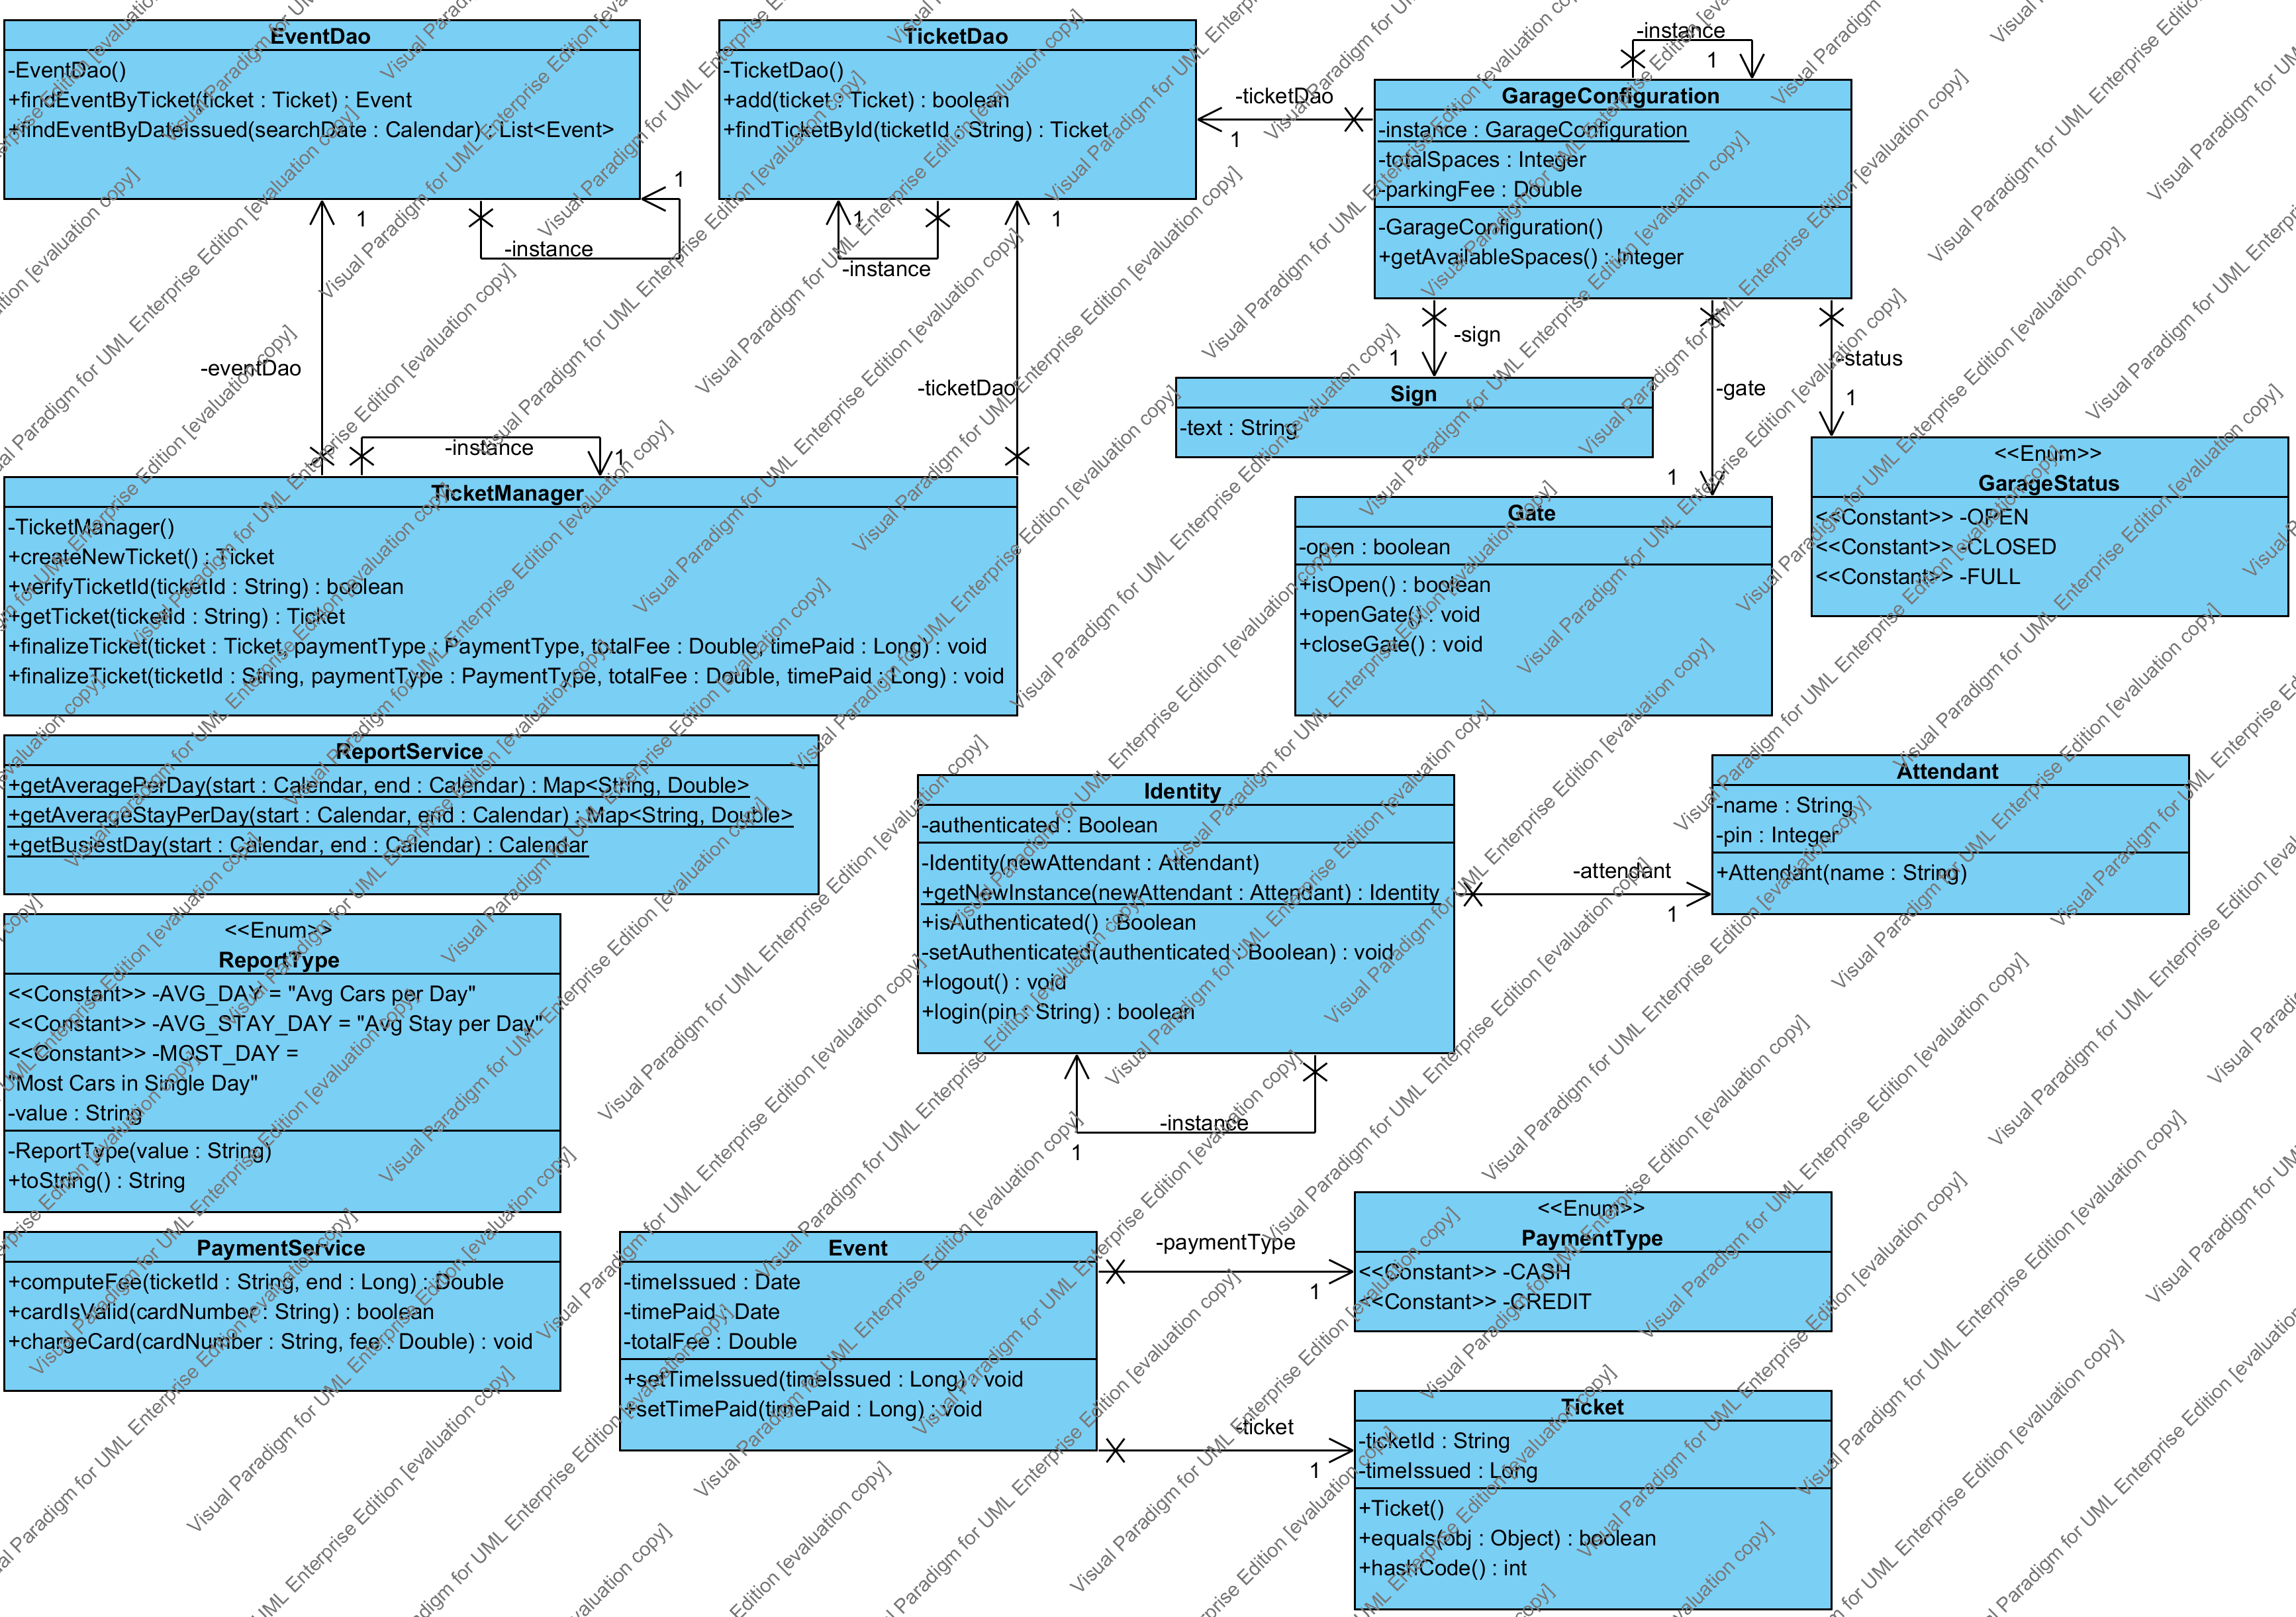 EventDao
-EventDao()
+findEventByTicket(ticket : Ticket) : Event
+findEventByDateIssued(searchDate : Calendar) : List<Event>
1
1
-instance
-eventDao
TicketDao
-TicketDao()
+add(ticket : Ticket) : boolean
+findTicketById(ticketId : String) : Ticket
1
-instance
1
-ticketDao
-ticketDao
1
-instance
1
GarageConfiguration
-instance : GarageConfiguration
-totalSpaces : Integer
-parkingFee : Double
-GarageConfiguration()
+getAvailableSpaces() : Integer
-sign
1
-gate
1
-status
1
Sign
-text : String
<<Enum>>
GarageStatus
<<Constant>> -OPEN
<<Constant>> -CLOSED
<<Constant>> -FULL
Gate
-open : boolean
+isOpen() : boolean
+openGate() : void
+closeGate() : void
-instance
1
TicketManager
-TicketManager()
+createNewTicket() : Ticket
+verifyTicketId(ticketId : String) : boolean
+getTicket(ticketId : String) : Ticket
+finalizeTicket(ticket : Ticket, paymentType : PaymentType, totalFee : Double, timePaid : Long) : void
+finalizeTicket(ticketId : String, paymentType : PaymentType, totalFee : Double, timePaid : Long) : void
ReportService
+getAveragePerDay(start : Calendar, end : Calendar) : Map<String, Double>
+getAverageStayPerDay(start : Calendar, end : Calendar) : Map<String, Double>
+getBusiestDay(start : Calendar, end : Calendar) : Calendar
Identity
-authenticated : Boolean
-Identity(newAttendant : Attendant)
+getNewInstance(newAttendant : Attendant) : Identity
+isAuthenticated() : Boolean
-setAuthenticated(authenticated : Boolean) : void
+logout() : void
+login(pin : String) : boolean
-instance
1
-attendant
1
Attendant
-name : String
-pin : Integer
+Attendant(name : String)
<<Enum>>
ReportType
<<Constant>> -AVG_DAY = "Avg Cars per Day"
<<Constant>> -AVG_STAY_DAY = "Avg Stay per Day"
<<Constant>> -MOST_DAY =
"Most Cars in Single Day"
-value : String
-ReportType(value : String)
+toString() : String
PaymentService
+computeFee(ticketId : String, end : Long) : Double
+cardIsValid(cardNumber : String) : boolean
+chargeCard(cardNumber : String, fee : Double) : void
Event
-timeIssued : Date
-timePaid : Date
-totalFee : Double
+setTimeIssued(timeIssued : Long) : void
+setTimePaid(timePaid : Long) : void
-paymentType
1
-ticket
1
<<Enum>>
PaymentType
<<Constant>> -CASH
<<Constant>> -CREDIT
Ticket
-ticketId : String
-timeIssued : Long
+Ticket()
+equals(obj : Object) : boolean
+hashCode() : int
Visual Paradigm for UML Enterprise Edition [evaluation copy]